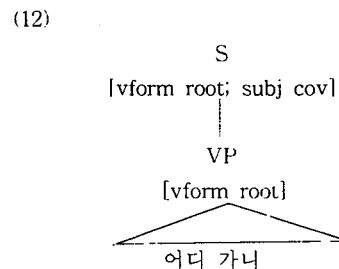 (12)
S
[vform root; subj cov]
VP
[vform root]
어디 가니